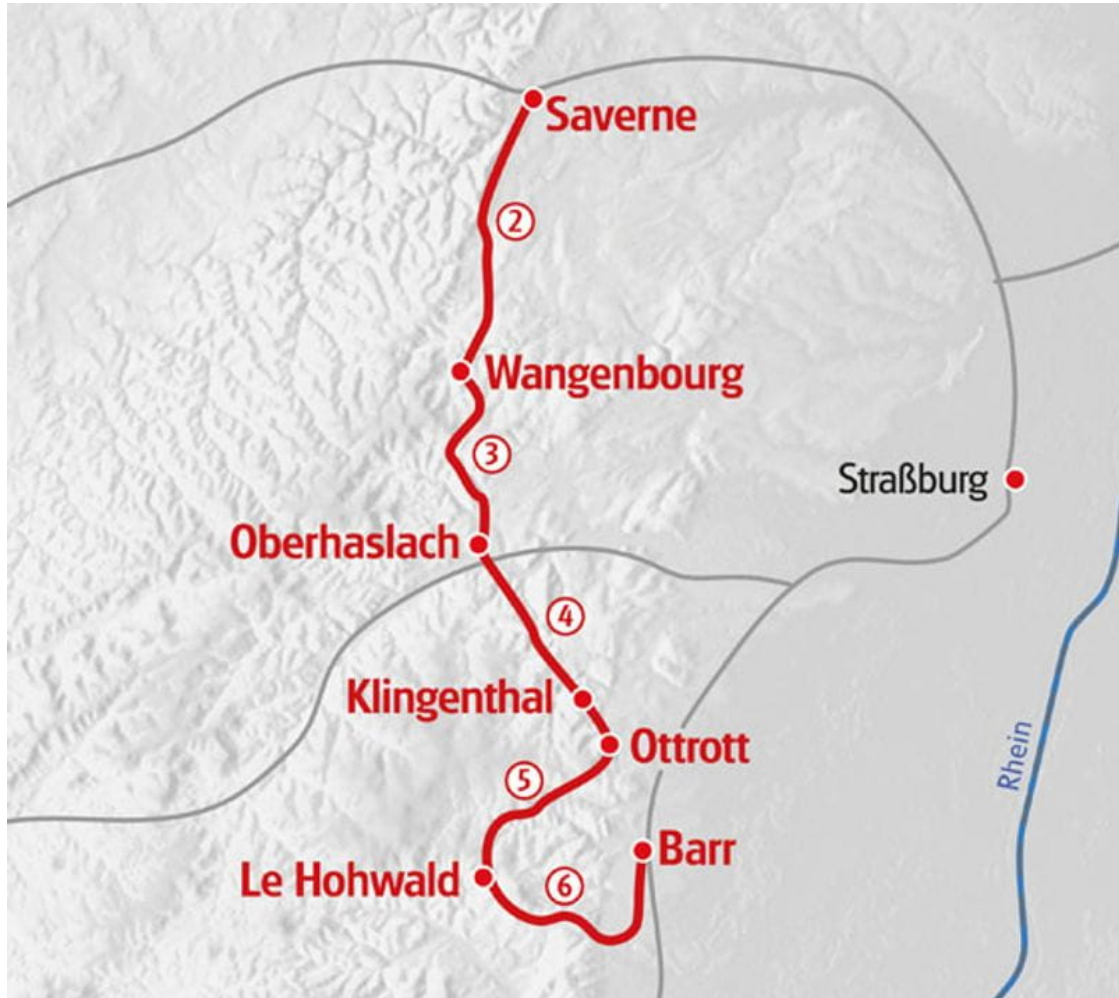 Saverne
②
Wangenbourg
③
Straßburg
Oberhaslach
④
Klingenthal
Ottrott
Rhein
⑤
Barr
Le Hohwald
⑥